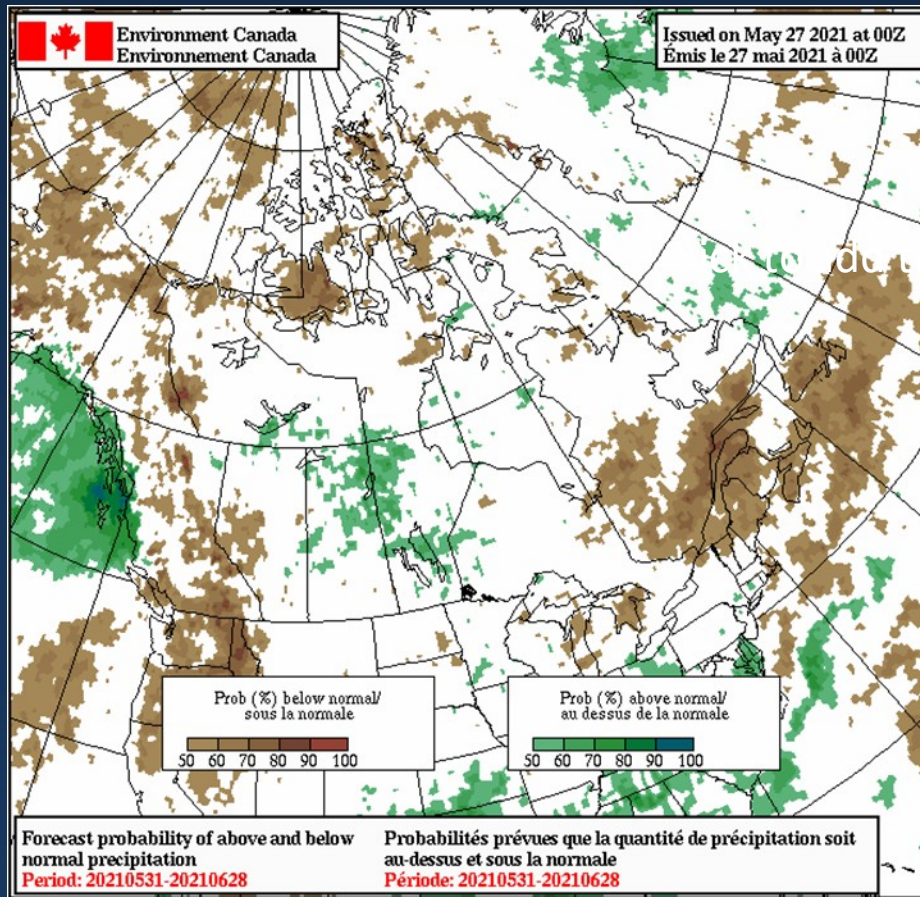 Environment Canada
Environnement Canada
Issued on May 27 2021 at 00Z
Émis le 27 mai 2021 à 00Z
Prob (%) below normal/
sous la normale
50 60 70 80 90 100
Prob (%) above normal/
au dessus de la normale
50 60 70 80 90 100
Forecast probability of above and below
normal precipitation
Period: 20210531-20210628
Probabilités prévues que la quantité de précipitation soit
au-dessus et sous la normale
Période: 20210531-20210628